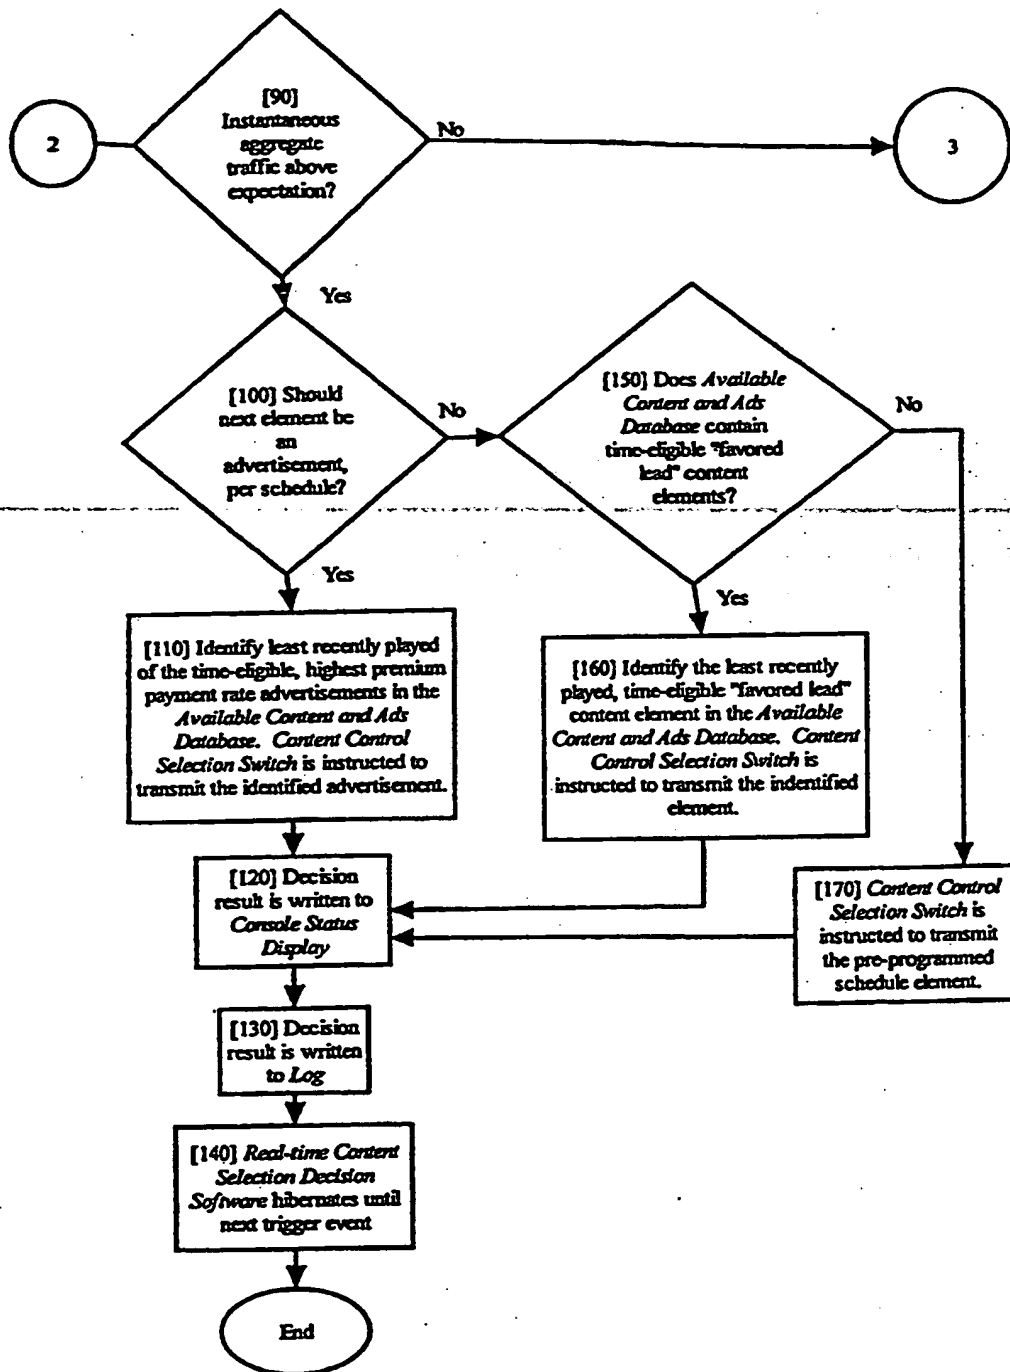 [90]
Instantaneous
aggregate
traffic above
expectation?
2
No
3
Yes
[100] Should
next element be
an
advertisement,
per schedule?
No
[150] Does Available
Content and Ads
Database contain
time-eligible "favored
lead" content
elements?
No
Yes
Yes
[110] Identify least recently played
of the time-eligible, highest premium
payment rate advertisements in the
Available Content and Ads
Database. Content Control
Selection Switch is instructed to
transmit the identified advertisement.
[160] Identify the least recently
played, time-eligible "favored lead"
content element in the Available
Content and Ads Database. Content
Control Selection Switch is
instructed to transmit the indentified
element.
[120] Decision
result is written to
Console Status
Display
[170] Content Control
Selection Switch is
instructed to transmit
the pre-programmed
schedule element.
[130] Decision
result is written
to Log
[140] Real-time Content
Selection Decision
Software hibernates until
next trigger event
End